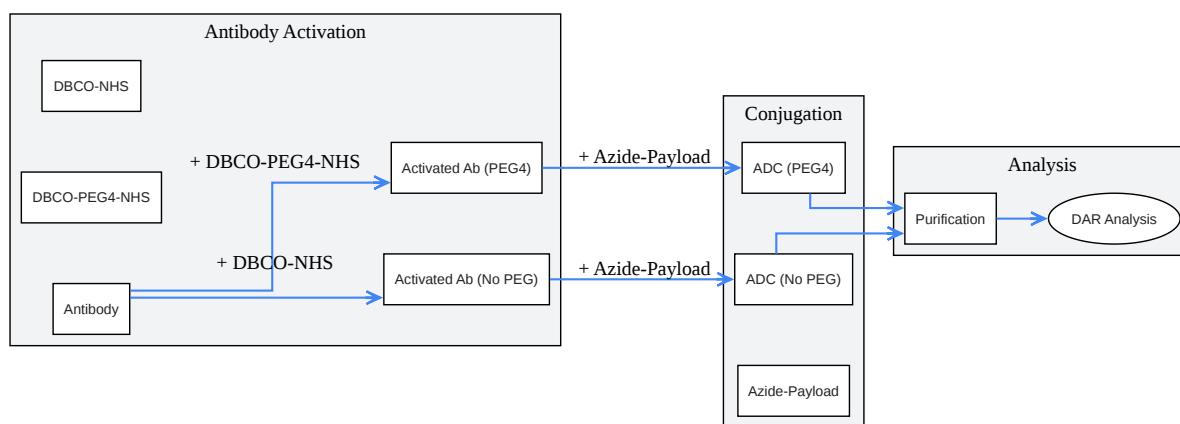 Antibody Activation
DBCO-NHS
DBCO-PEG4-NHS
Antibody
+ DBCO-PEG4-NHS
+ DBCO-NHS
Activated Ab (PEG4)
Activated Ab (No PEG)
+ Azide-Payload
+ Azide-Payload
Conjugation
ADC (PEG4)
ADC (No PEG)
Azide-Payload
Analysis
Purification
DAR Analysis